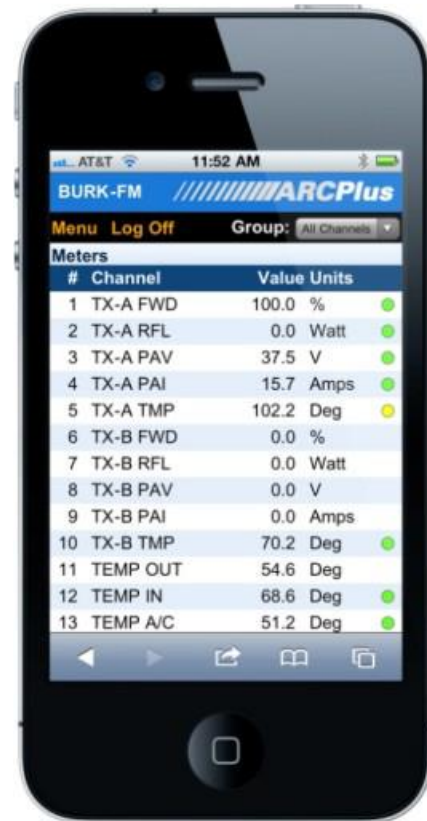 AT&T 11:52 AM
BURK-FM ARCPlus
Menu Log Off Group: All Channels
Meters
# Channel Value Units
1 TX-A FWD 100.0 %
2 TX-A RFL 0.0 Watt
3 TX-A PAV 37.5 V
4 TX-A PAI 15.7 Amps
5 TX-A TMP 102.2 Deg
6 TX-B FWD 0.0 %
7 TX-B RFL 0.0 Watt
8 TX-B PAV 0.0 V
9 TX-B PAI 0.0 Amps
10 TX-B TMP 70.2 Deg
11 TEMP OUT 54.6 Deg
12 TEMP IN 68.6 Deg
13 TEMP A/C 51.2 Deg